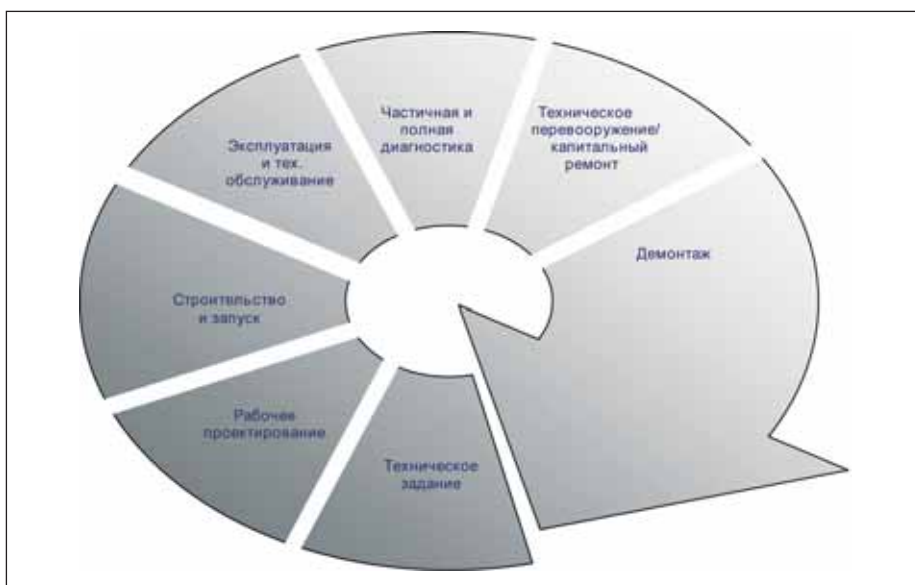 Частичная и
полная
диагностика
Техническое
перевооружение/
капитальный
ремонт
Эксплуатация
и тех.
обслуживание
Демонтаж
Строительство
и запуск
Рабочее
проектирование
Техническое
задание